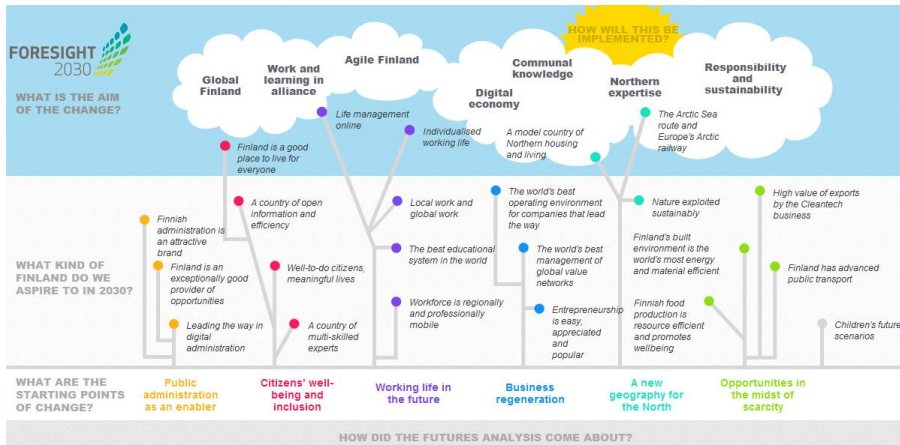 FORESIGHT
2030
WHAT IS THE AIM
OF THE CHANGE?
HOW WILL THIS BE
IMPLEMENTED?
Global
Finland
Work and
learning in
alliance
Agile Finland
Digital
economy
Communal
knowledge
Northern
expertise
Responsibility
and
sustainability
Life management
online
Individualised
working life
A model country of
Northern housing
and living
The Arctic Sea
route and
Europe's Arctic
railway
Finland is a good
place to live for
everyone
WHAT KIND OF
FINLAND DO WE
ASPIRE TO IN 2030?
Finnish
administration is
an attractive
brand
Finland is an
exceptionally good
provider of
opportunities
Leading the way in
digital
administration
A country of open
information and
efficiency
Well-to-do citizens,
meaningful lives
A country of
multi-skilled
experts
Local work and
global work
The best educational
system in the world
Workforce is regionally
and professionally
mobile
The world's best
operating environment
for companies that lead
the way
The world's best
management of
global value
networks
Entrepreneurship
is easy,
appreciated
and
popular
Nature exploited
sustainably
Finland's built
environment is the
world's most energy
and material efficient
Finnish food
production is
resource efficient
and promotes
wellbeing
High value of exports
by the Cleantech
business
Finland has advanced
public transport
Children's future
scenarios
WHAT ARE THE
STARTING POINTS
OF CHANGE?
Public
administration
as an enabler
Citizens' well-
being and
inclusion
Working life in
the future
Business
regeneration
A new
geography for
the North
Opportunities in
the midst of
scarcity
HOW DID THE FUTURES ANALYSIS COME ABOUT?